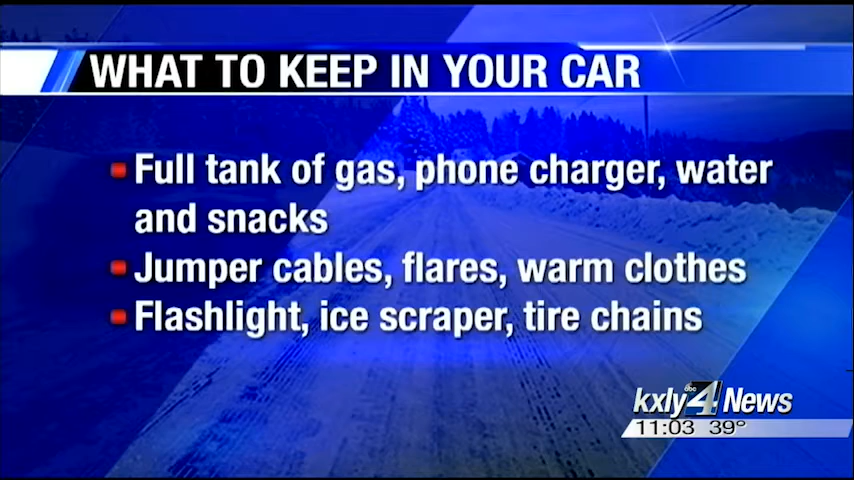 WHAT TO KEEP IN YOUR CAR
Full tank of gas, phone charger, water
and snacks
Jumper cables, flares, warm clothes
Flashlight, ice scraper, tire chains
abc
kxly4 News
11:03 39°